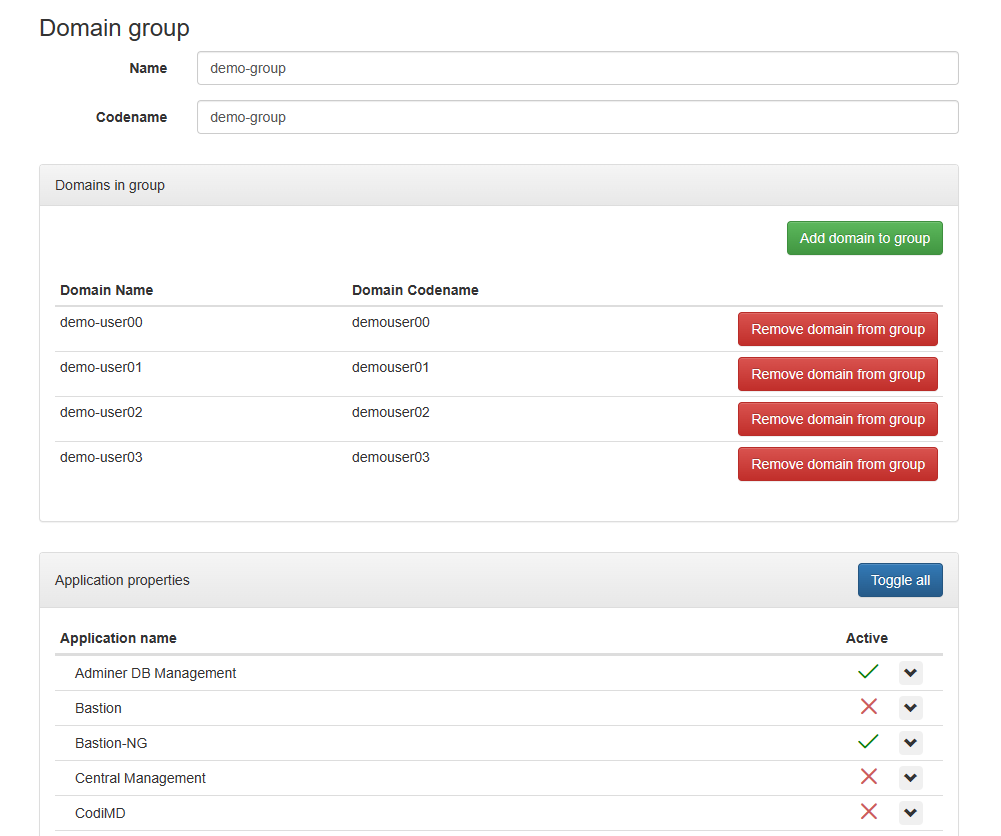 Domain group
Name demo-group
Codename demo-group
Domains in group
Add domain to group
Domain Name Domain Codename
demo-user00 demouser00 Remove domain from group
demo-user01 demouser01 Remove domain from group
demo-user02 demouser02 Remove domain from group
demo-user03 demouser03 Remove domain from group
Application properties Toggle all
Application name Active
Adminer DB Management
Bastion
Bastion-NG
Central Management
CodiMD